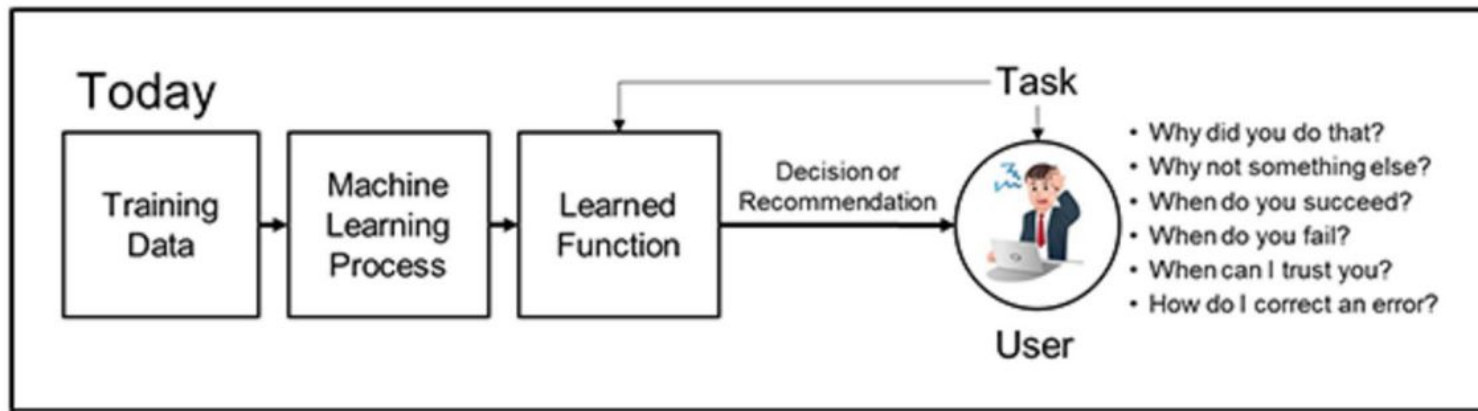 Today
Task
Training
Data
Machine
Learning
Process
Learned
Function
Decision or
Recommendation
• Why did you do that?
• Why not something else?
• When do you succeed?
• When do you fail?
• When can I trust you?
• How do I correct an error?
User